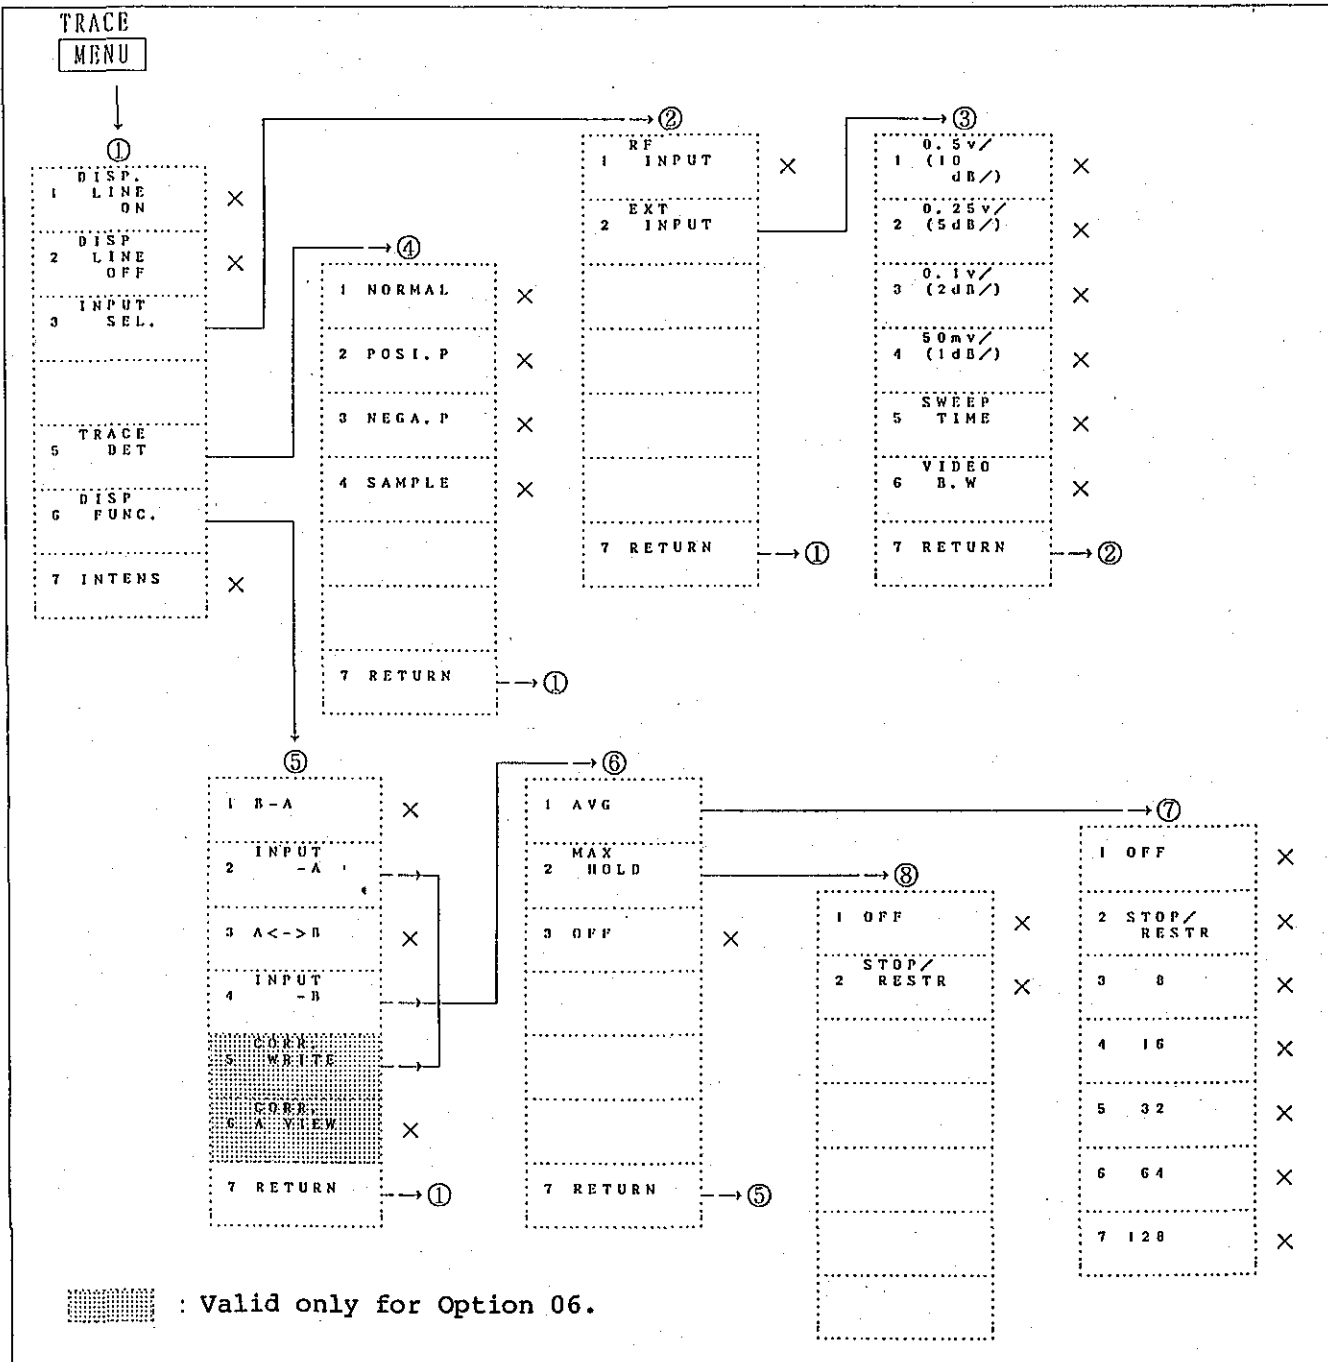 TRACE
MENU
①
1 DISP.
LINE
ON
2 DISP
LINE
OFF
3 INPUT
SEL.
5 TRACE
DET
6 DISP
FUNC.
7 INTENS
②
1 RF
INPUT
2 EXT
INPUT
7 RETURN
①
③
1 0.5v/
(10
dB/)
2 0.25v/
(5dB/)
3 0.1v/
(2dB/)
4 50mv/
(1dB/)
5 SWEEP
TIME
6 VIDEO
B.W
7 RETURN
②
④
1 NORMAL
2 POSI.P
3 NEGA.P
4 SAMPLE
7 RETURN
①
⑤
1 B-A
2 INPUT
-A
3 A<->B
4 INPUT
-B
5 CORR.
WRITE
6 CORR.
A VIEW
7 RETURN
①
⑥
1 AVG
2 MAX
HOLD
3 OFF
7 RETURN
⑤
⑧
1 OFF
2 STOP/
RESTR
⑦
1 OFF
2 STOP/
RESTR
3 8
4 16
5 32
6 64
7 128
: Valid only for Option 06.